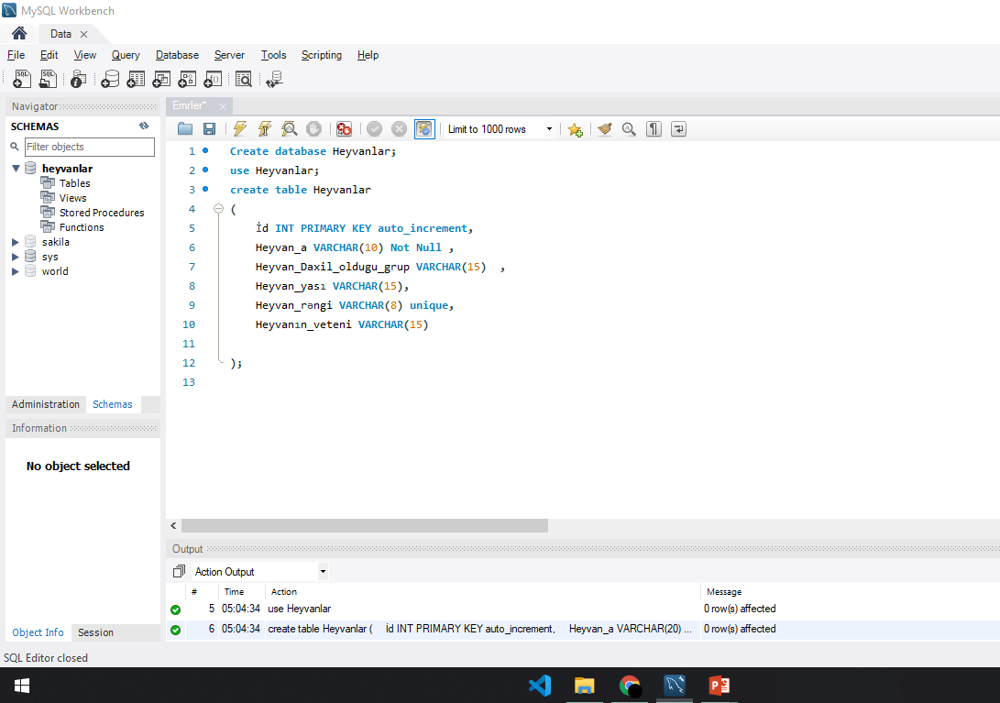 MySQL Workbench
Data
File Edit View Query Database Server Tools Scripting Help
Navigator
SCHEMAS
Filter objects
heyvanlar
Tables
Views
Stored Procedures
Functions
sakila
sys
world
Administration Schemas
Information
No object selected
Object Info Session
Emrler*
Limit to 1000 rows
1 Create database Heyvanlar;
2 use Heyvanlar;
3 create table Heyvanlar
4 (
5 İd INT PRIMARY KEY auto_increment,
6 Heyvan_a VARCHAR(10) Not Null ,
7 Heyvan_Daxil_oldugu_grup VARCHAR(15) ,
8 Heyvan_yası VARCHAR(15),
9 Heyvan_rəngi VARCHAR(8) unique,
10 Heyvanın_veteni VARCHAR(15)
11
12 );
13
Output
Action Output
# Time Action Message
5 05:04:34 use Heyvanlar 0 row(s) affected
6 05:04:34 create table Heyvanlar ( İd INT PRIMARY KEY auto_increment, Heyvan_a VARCHAR(20) ... 0 row(s) affected
SQL Editor closed